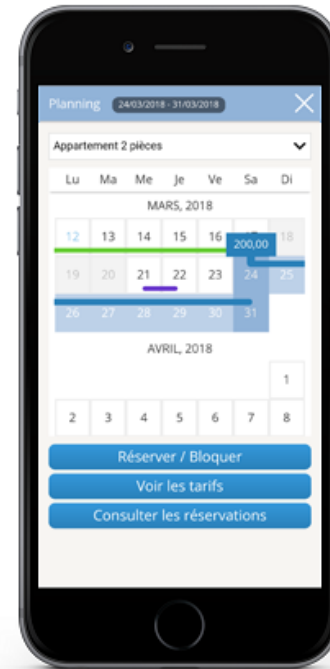 Planning 24/03/2018 - 31/03/2018
Appartement 2 pièces
Lu Ma Me Je Ve Sa Di
MARS, 2018
12 13 14 15 16 18
200,00
19 20 21 22 23 24 25
26 27 28 29 30 31
AVRIL, 2018
1
2 3 4 5 6 7 8
Réserver / Bloquer
Voir les tarifs
Consulter les réservations